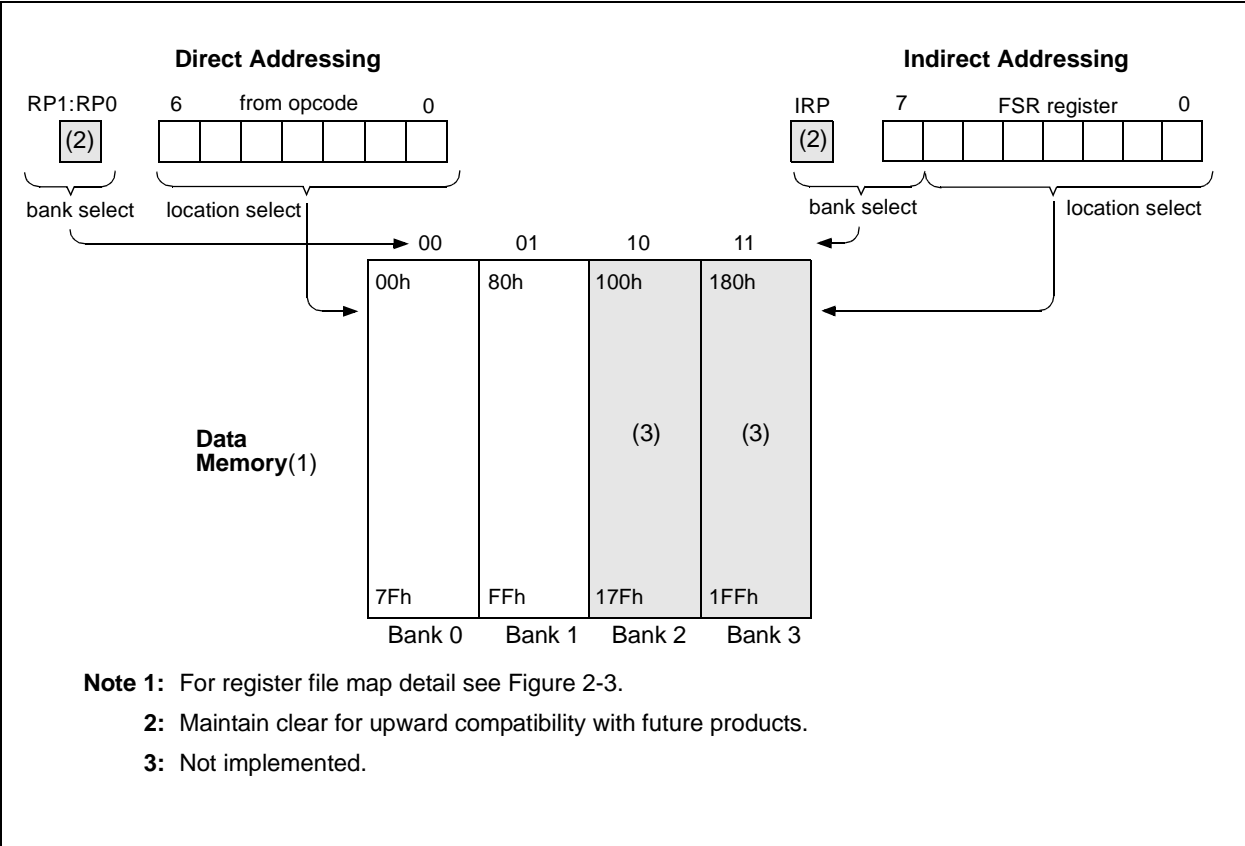 Direct Addressing
Indirect Addressing
RP1:RP0 6 from opcode 0
IRP 7 FSR register 0
(2)
(2)
bank select location select
bank select location select
00 01 10 11
00h 80h 100h 180h
Data
Memory(1)
(3) (3)
7Fh FFh 17Fh 1FFh
Bank 0 Bank 1 Bank 2 Bank 3
Note 1: For register file map detail see Figure 2-3.
2: Maintain clear for upward compatibility with future products.
3: Not implemented.